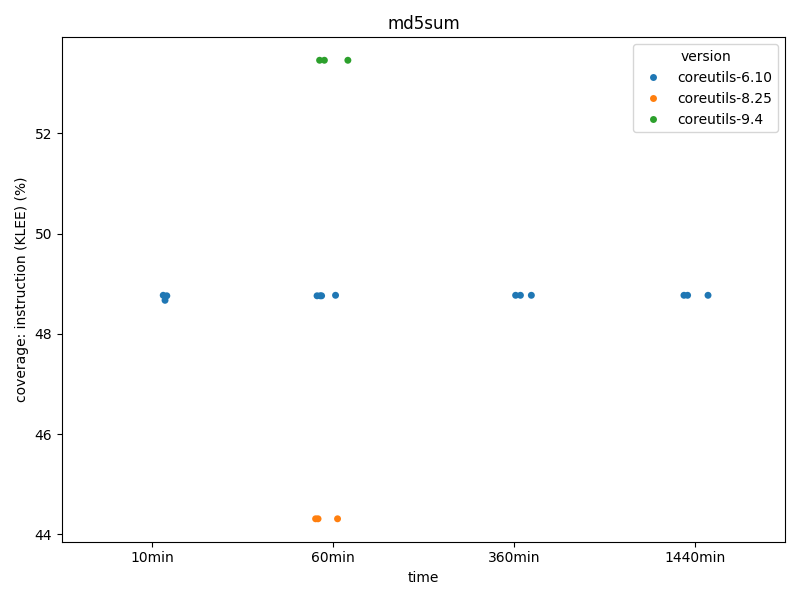 md5sum
version
coreutils-6.10
coreutils-8.25
coreutils-9.4
coverage: instruction (KLEE) (%)
52
50
48
46
44
10min
60min
360min
1440min
time